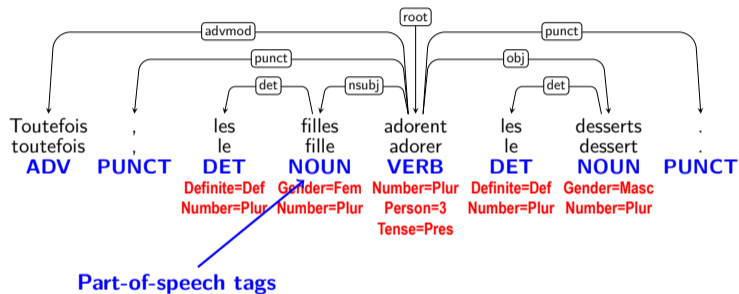 root
advmod punct
punct obj
det nsubj det
Toutefois , les filles adorent les desserts .
toutefois , le fille adorer le dessert .
ADV PUNCT DET NOUN VERB DET NOUN PUNCT
Definite=Def Gender=Fem Number=Plur Definite=Def Gender=Masc
Number=Plur Number=Plur Person=3 Number=Plur Number=Plur
Tense=Pres
Part-of-speech tags